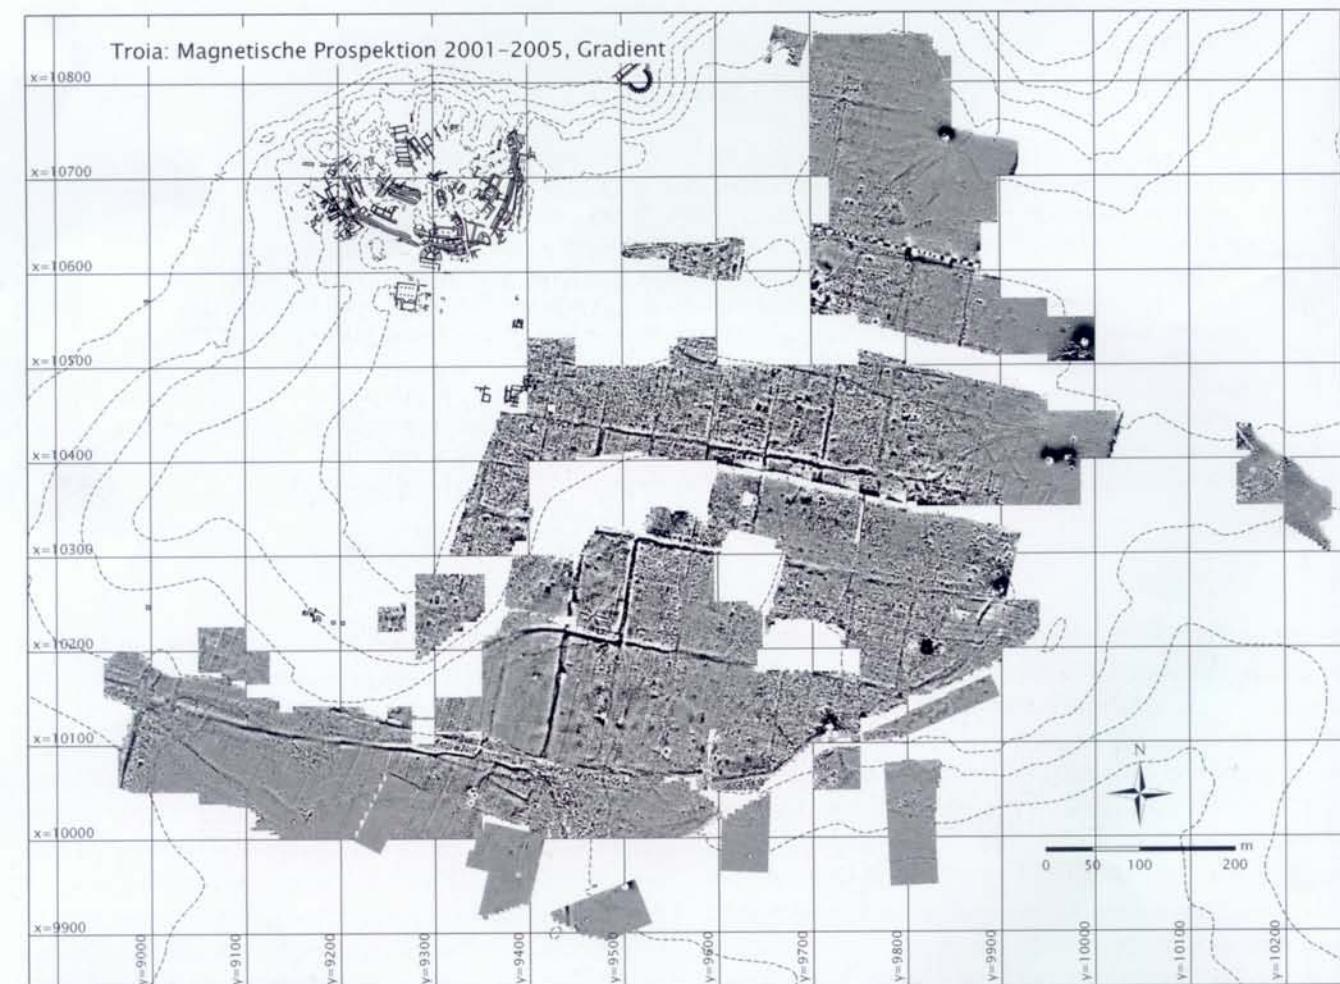 Troia: Magnetische Prospektion 2001–2005, Gradient
x=10800
x=10700
x=10600
x=10500
x=10400
x=10300
x=10200
x=10100
x=10000
x=9900
N
m
0 50 100 200
y=9000
y=9100
y=9200
y=9300
y=9400
y=9500
y=9600
y=9700
y=9800
y=9900
y=10000
y=10100
y=10200